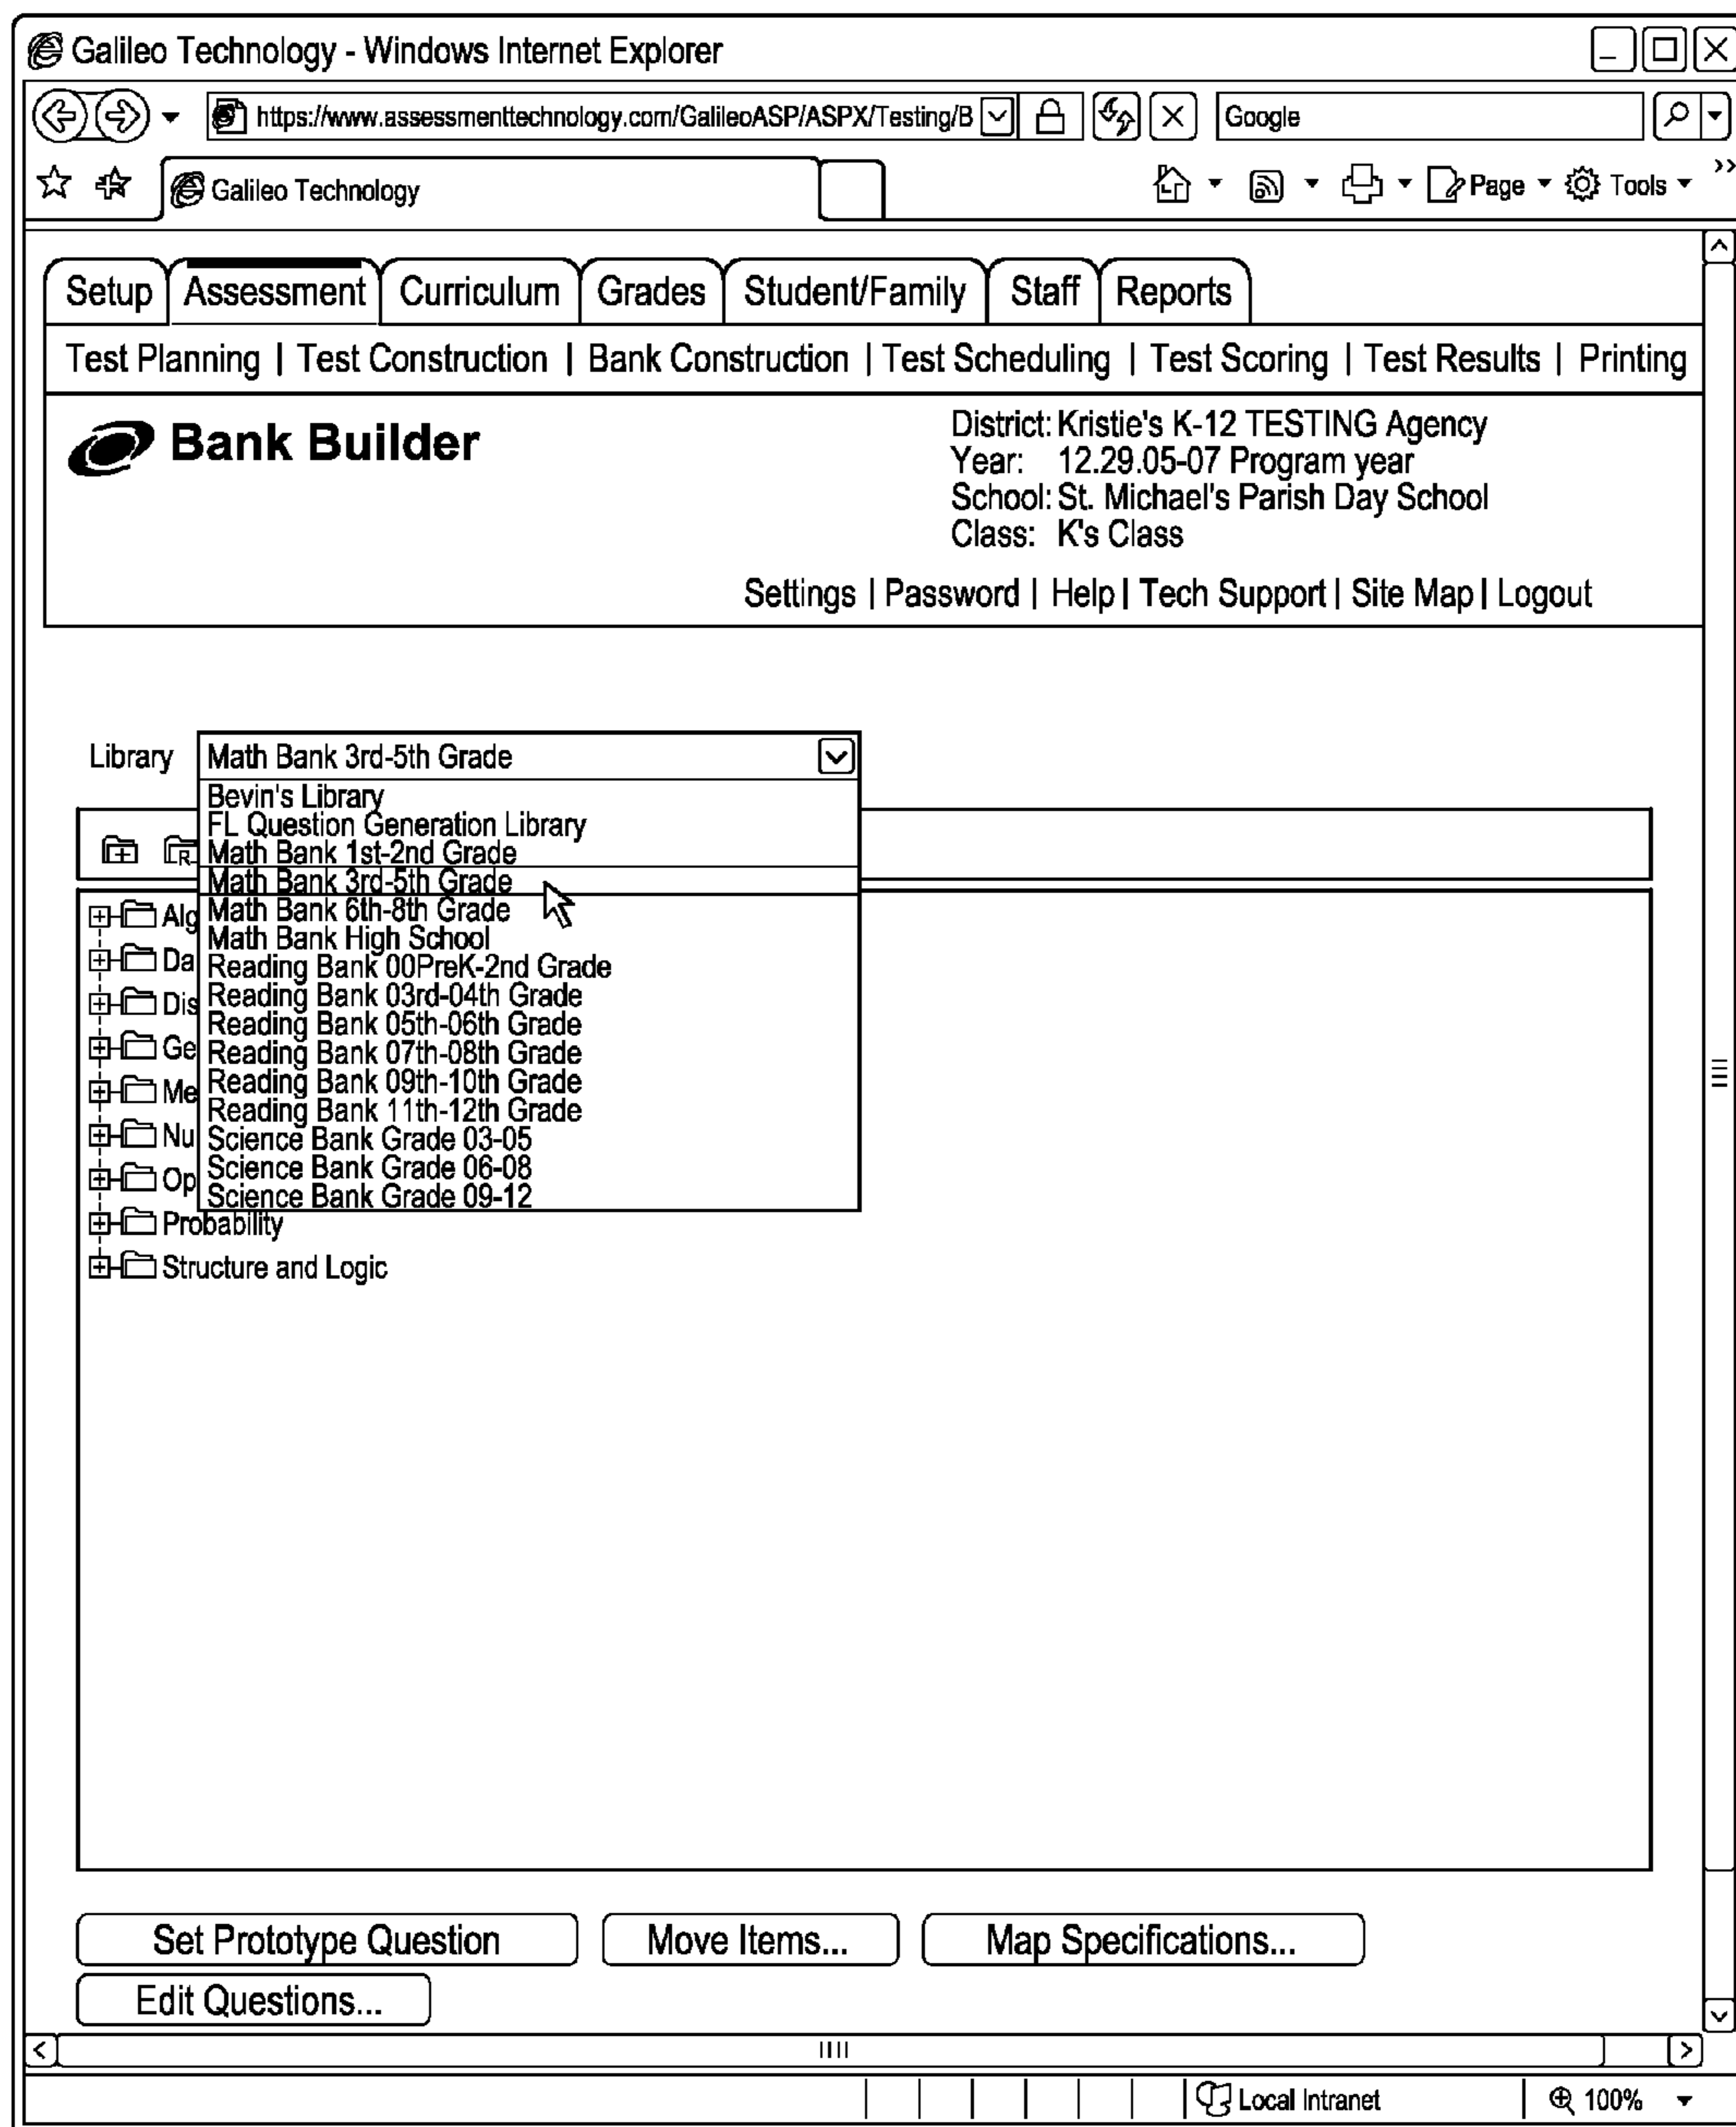 Galileo Technology - Windows Internet Explorer
https://www.assessmenttechnology.com/GalileoASP/ASPX/Testing/B
Google
Galileo Technology
Page
Tools
Setup Assessment Curriculum Grades Student/Family Staff Reports
Test Planning | Test Construction | Bank Construction | Test Scheduling | Test Scoring | Test Results | Printing
Bank Builder
District: Kristie's K-12 TESTING Agency
Year: 12.29.05-07 Program year
School: St. Michael's Parish Day School
Class: K's Class
Settings | Password | Help | Tech Support | Site Map | Logout
Library Math Bank 3rd-5th Grade
Bevin's Library
FL Question Generation Library
Math Bank 1st-2nd Grade
Math Bank 3rd-5th Grade
Math Bank 6th-8th Grade
Math Bank High School
Reading Bank 00PreK-2nd Grade
Reading Bank 03rd-04th Grade
Reading Bank 05th-06th Grade
Reading Bank 07th-08th Grade
Reading Bank 09th-10th Grade
Reading Bank 11th-12th Grade
Science Bank Grade 03-05
Science Bank Grade 06-08
Science Bank Grade 09-12
R
Alg
Da
Dis
Ge
Me
Nu
Op
Probability
Structure and Logic
Set Prototype Question
Move Items...
Map Specifications...
Edit Questions...
Local Intranet
100%